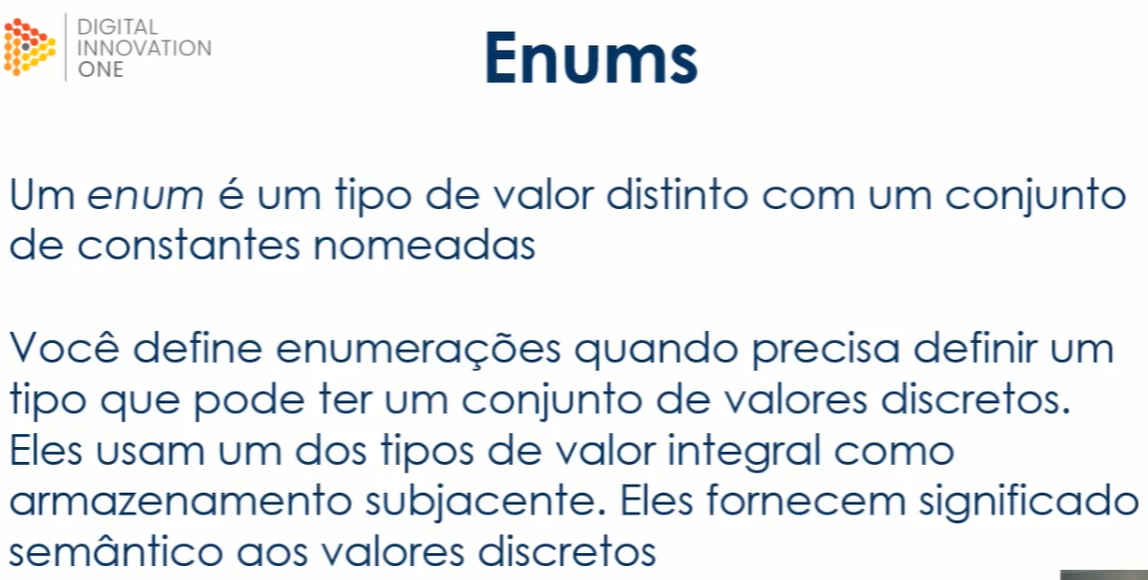 DIGITAL
INNOVATION
ONE
Enums
Um enum é um tipo de valor distinto com um conjunto
de constantes nomeadas
Você define enumerações quando precisa definir um
tipo que pode ter um conjunto de valores discretos.
Eles usam um dos tipos de valor integral como
armazenamento subjacente. Eles fornecem significado
semântico aos valores discretos